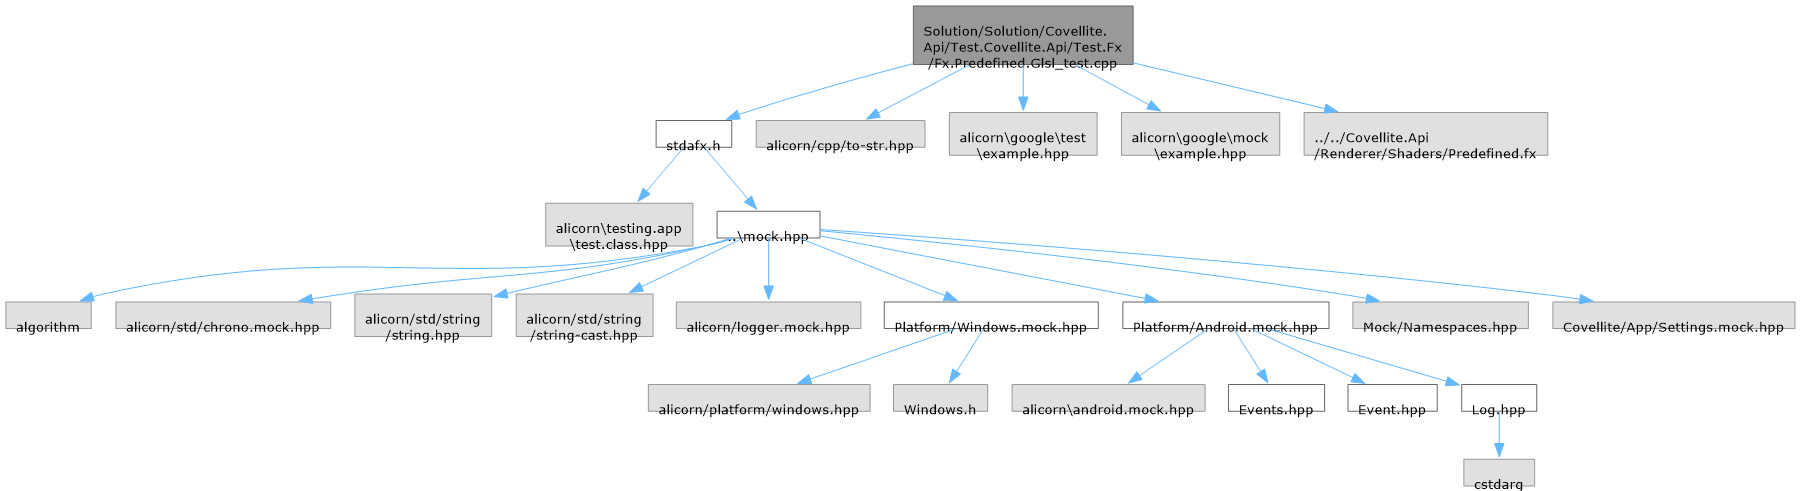 Solution/Solution/Covellite.
Api/Test.Covellite.Api/Test.Fx
/Fx.Predefined.Glsl_test.cpp
stdafx.h
alicorn/cpp/to-str.hpp
alicorn\google\test
\example.hpp
alicorn\google\mock
\example.hpp
../../Covellite.Api
/Renderer/Shaders/Predefined.fx
alicorn\testing.app
\test.class.hpp
..\mock.hpp
algorithm
alicorn/std/chrono.mock.hpp
alicorn/std/string
/string.hpp
alicorn/std/string
/string-cast.hpp
alicorn/logger.mock.hpp
Platform/Windows.mock.hpp
Platform/Android.mock.hpp
Mock/Namespaces.hpp
Covellite/App/Settings.mock.hpp
alicorn/platform/windows.hpp
Windows.h
alicorn\android.mock.hpp
Events.hpp
Event.hpp
Log.hpp
cstdarg